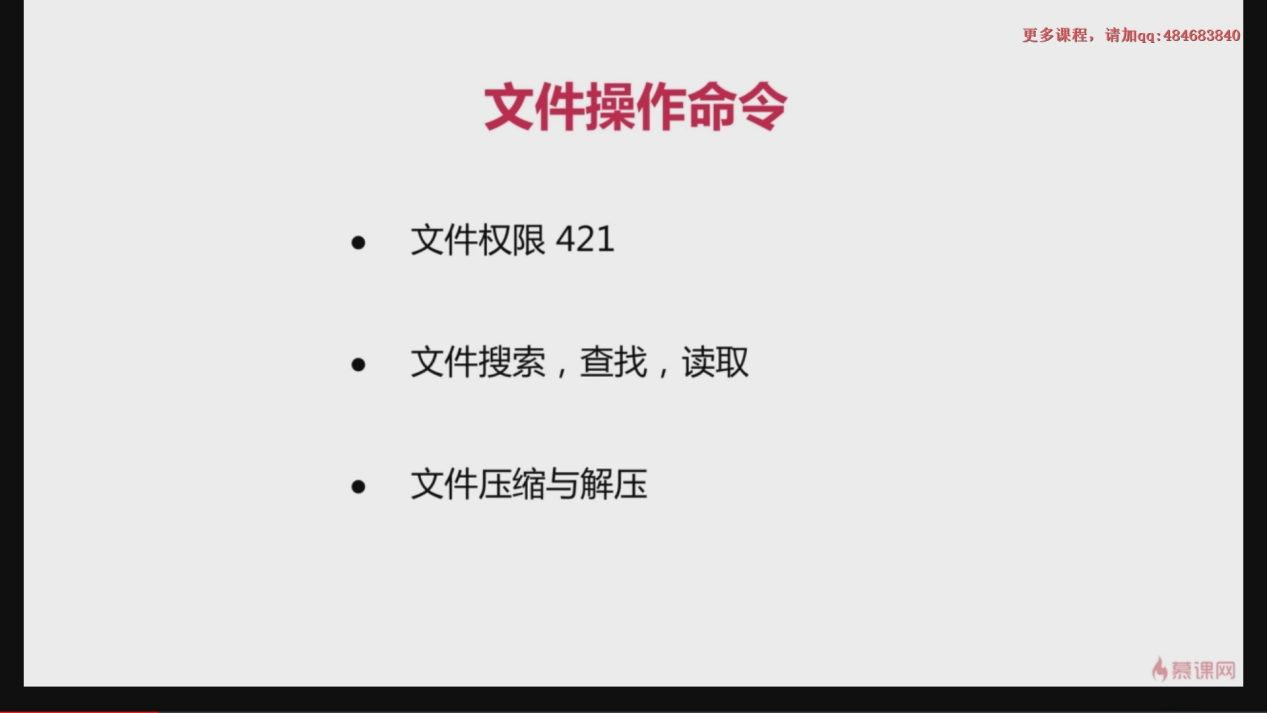 更多课程，请加qq:484683840
文件操作命令
● 文件权限 421
● 文件搜索，查找，读取
● 文件压缩与解压
慕课网